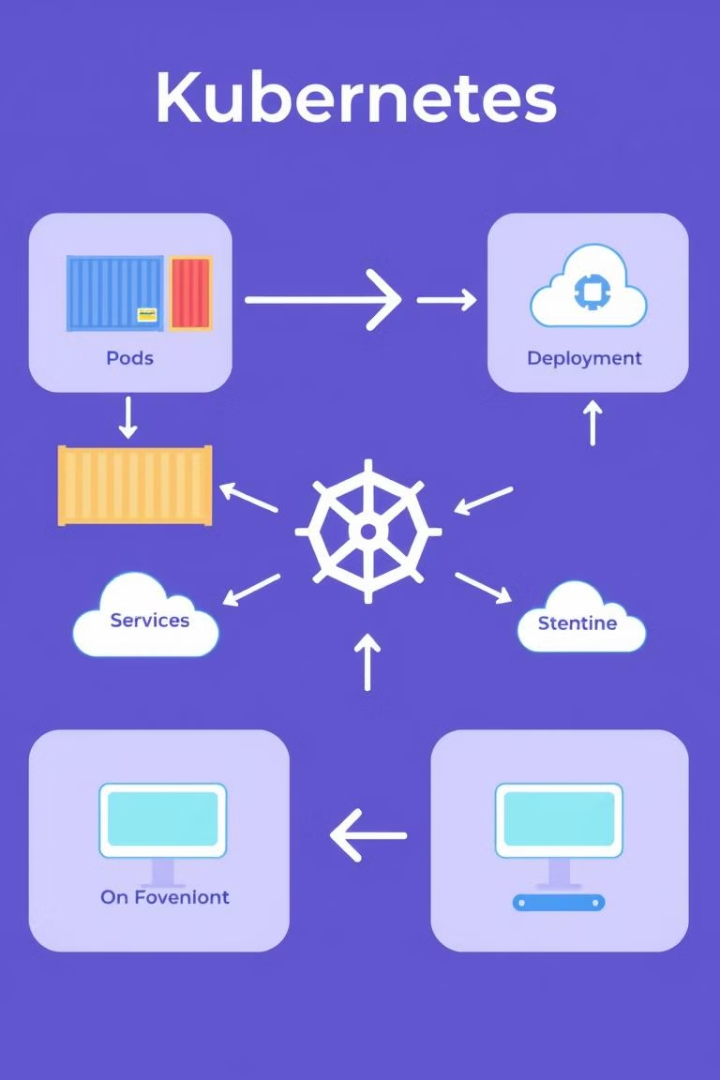 Kubernetes
Pods
Deployment
Services
Stentine
On Fovenlont